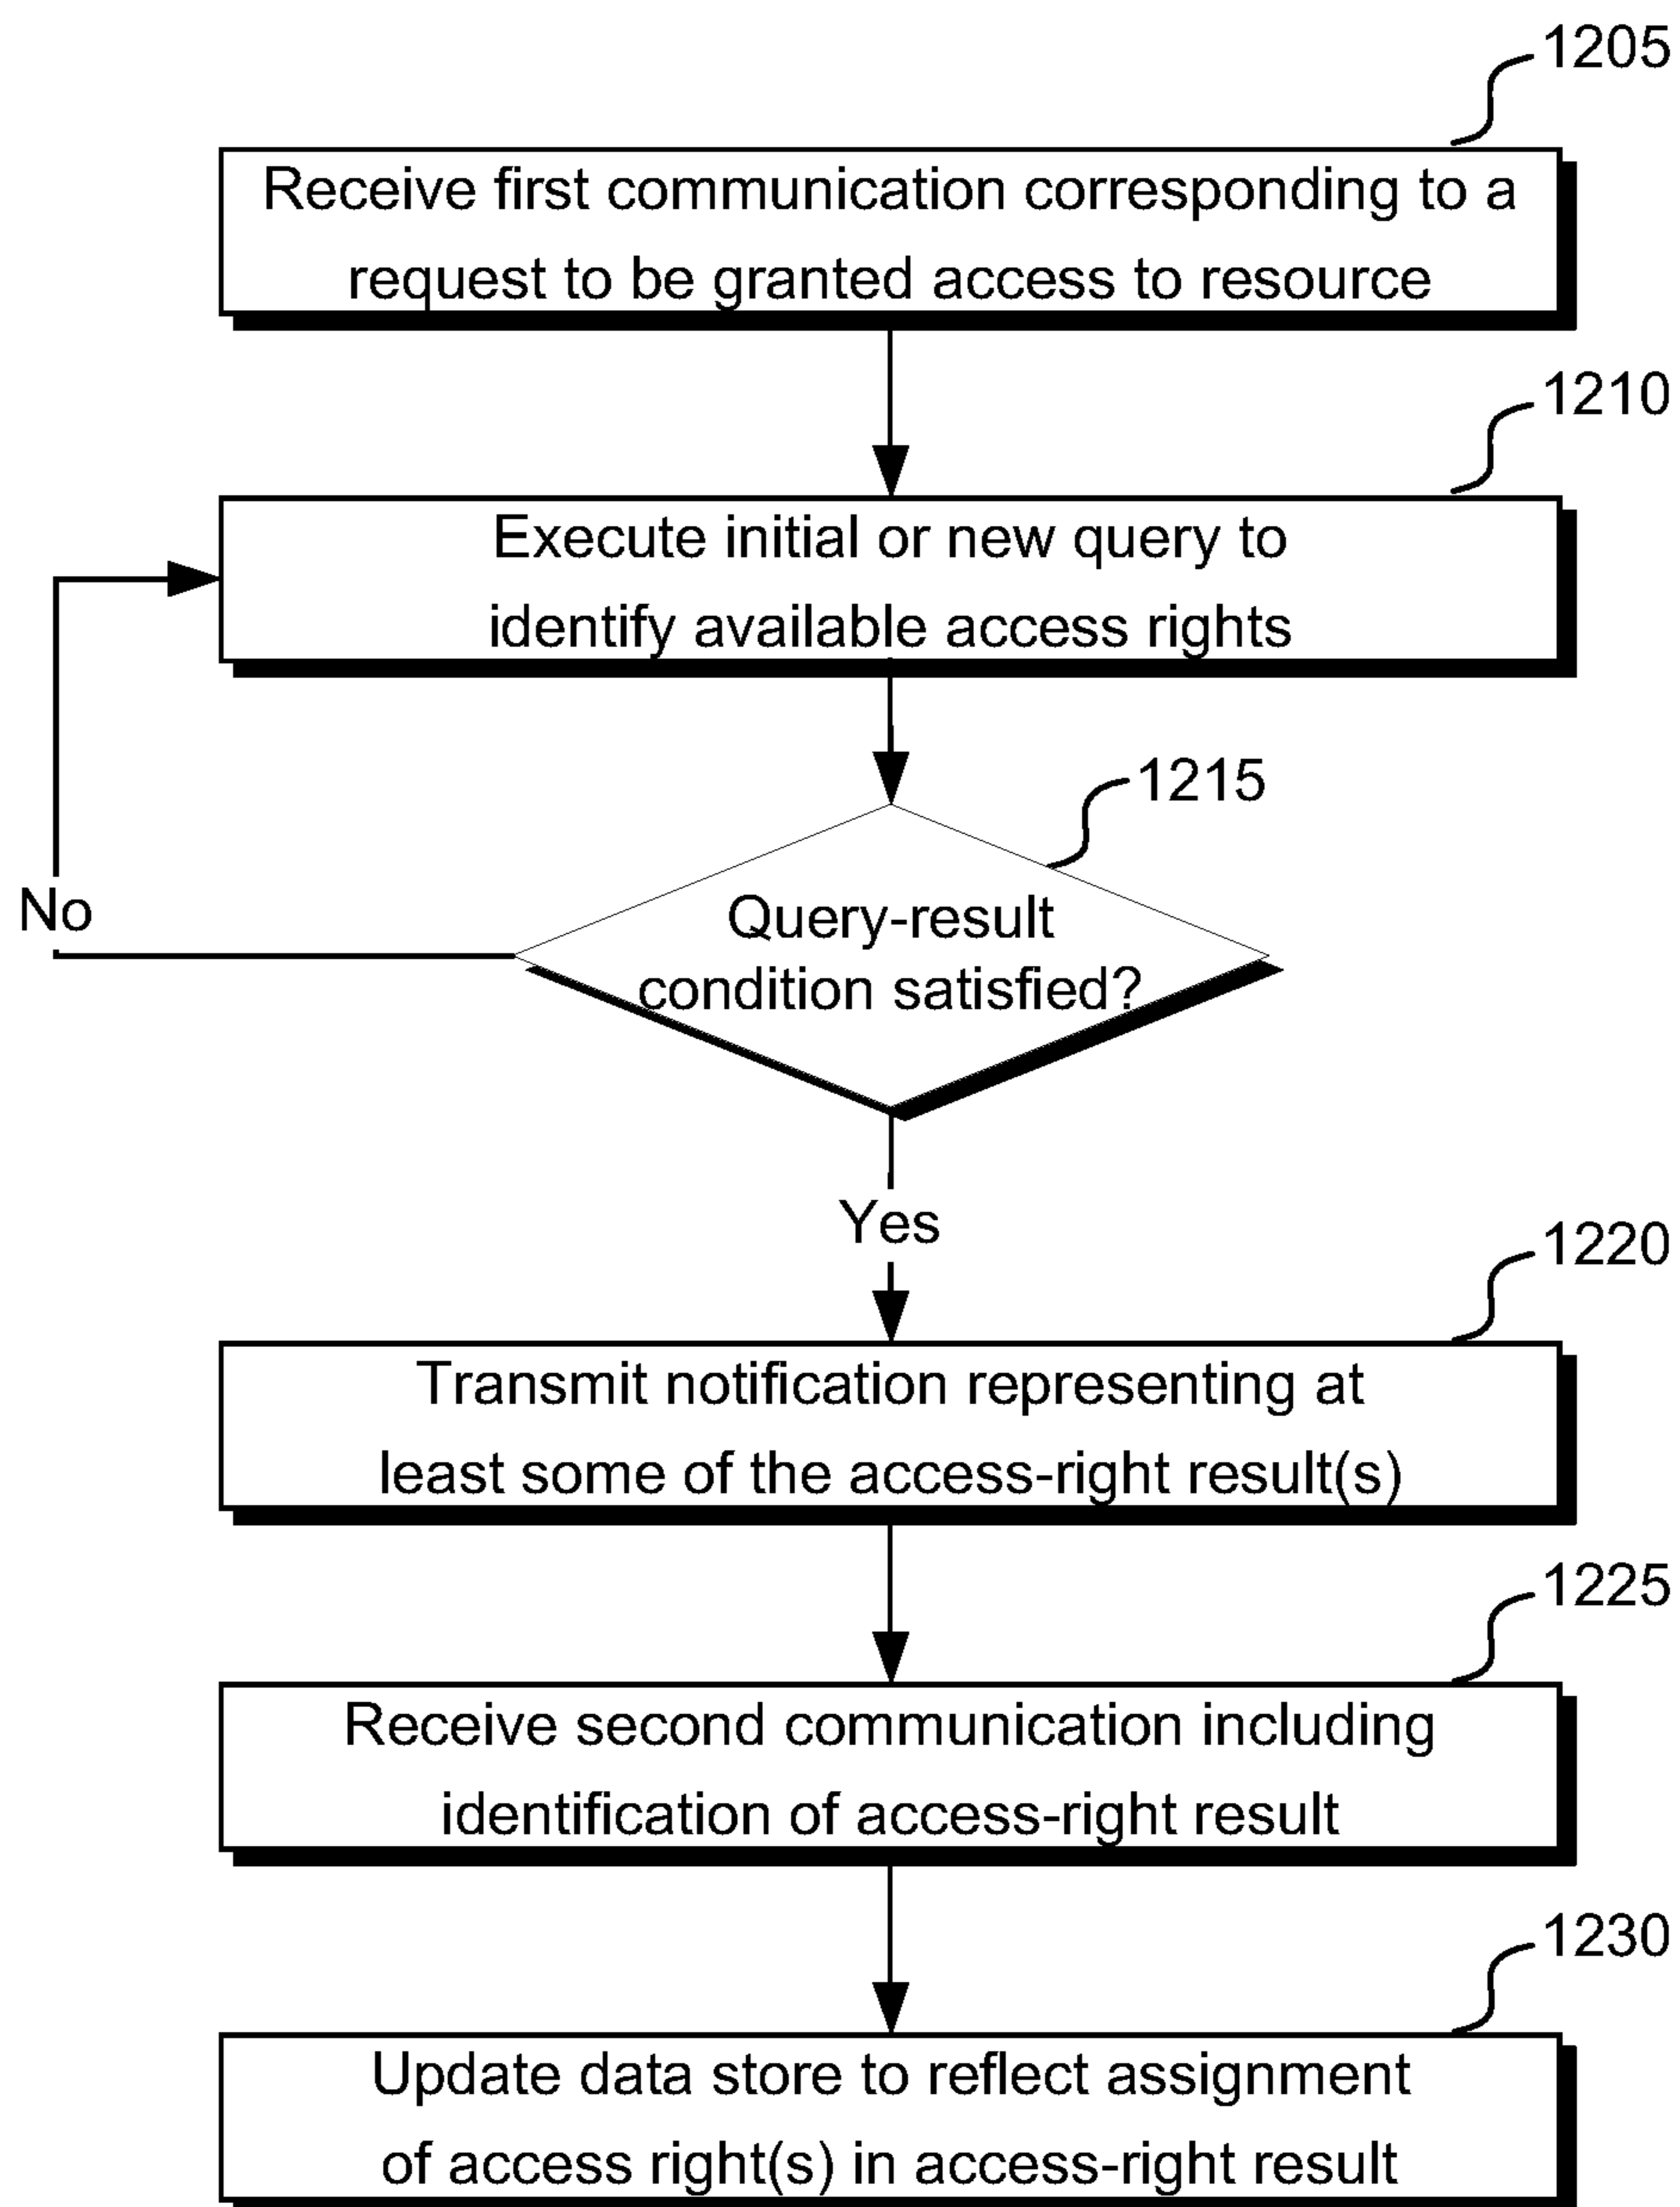 1205
Receive first communication corresponding to a
request to be granted access to resource
1210
Execute initial or new query to
identify available access rights
1215
No
Query-result
condition satisfied?
Yes
1220
Transmit notification representing at
least some of the access-right result(s)
1225
Receive second communication including
identification of access-right result
1230
Update data store to reflect assignment
of access right(s) in access-right result